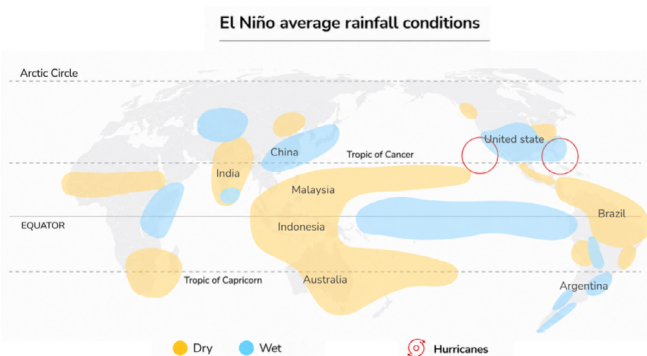 El Niño average rainfall conditions
Arctic Circle
United state
China
Tropic of Cancer
India
Malaysia
Brazil
EQUATOR
Indonesia
Tropic of Capricorn
Australia
Argentina
Dry
Wet
Hurricanes